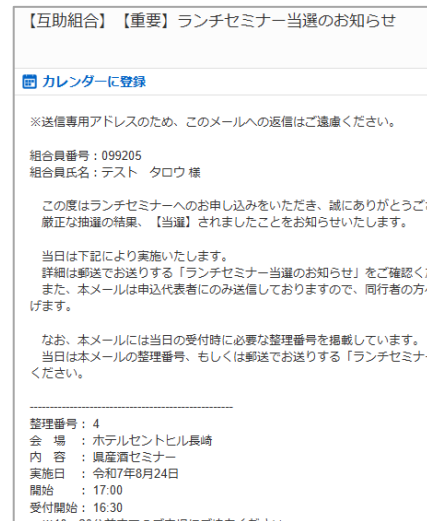 【互助組合】【重要】ランチセミナー当選のお知らせ
カレンダーに登録
※送信専用アドレスのため、このメールへの返信はご遠慮ください。
組合員番号：099205
組合員氏名：テスト　タロウ 様
この度はランチセミナーへのお申し込みをいただき、誠にありがとうござ
厳正な抽選の結果、【当選】されましたことをお知らせいたします。
当日は下記により実施いたします。
詳細は郵送でお送りする「ランチセミナー当選のお知らせ」をご確認くだ
また、本メールは申込代表者にのみ送信しておりますので、同行者の方へ
げます。
なお、本メールには当日の受付時に必要な整理番号を掲載しています。
当日は本メールの整理番号、もしくは郵送でお送りする「ランチセミナー
ください。
--------------------------------------------------
整理番号： 4
会　場　： ホテルセントヒル長崎
内　容　： 県産酒セミナー
実施日　： 令和7年8月24日
開始　　： 17:00
受付開始： 16:30